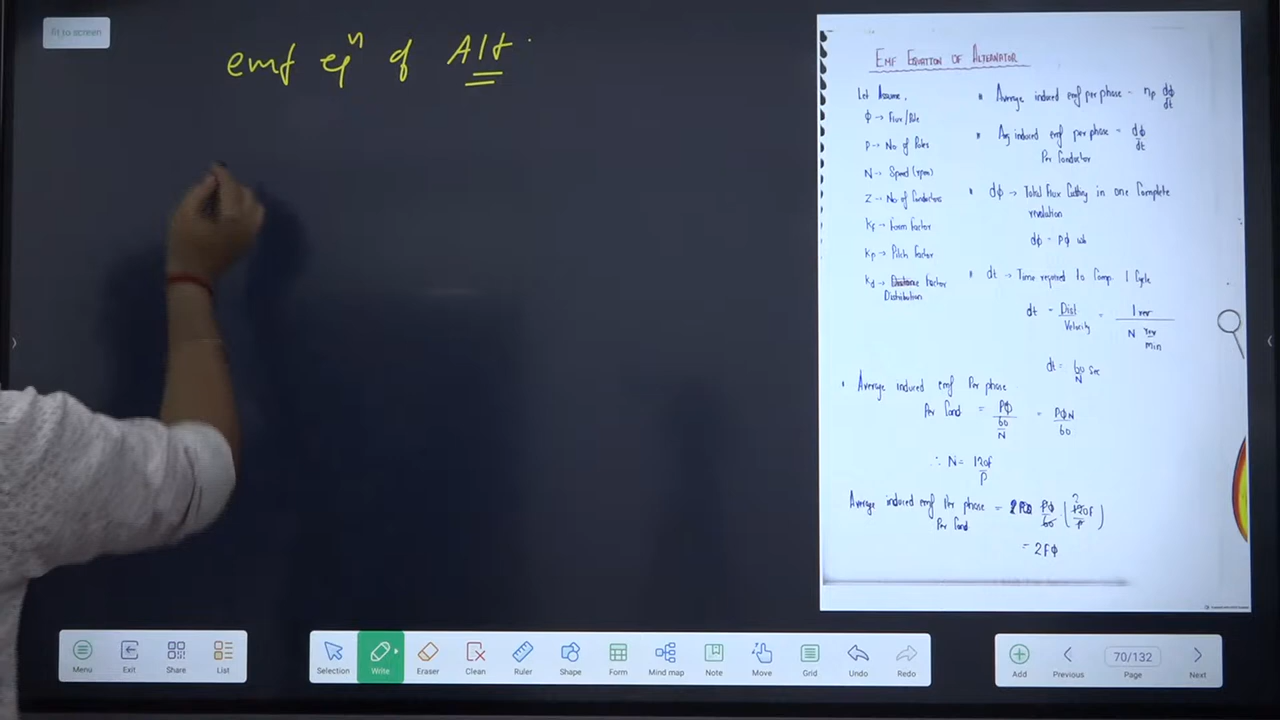 fit to screen
emf eqⁿ of Alt.
EMF EQUATION OF ALTERNATOR
Let Assume,
ϕ → Flux/Pole
P → No of Poles
N → Speed (rpm)
Z → No of Conductors
Kf → Form Factor
Kp → Pitch Factor
Kd → Factor
Distribution
Average induced emf per phase = np dϕ/dt
Avg induced emf per phase = dϕ/dt
Per Conductor
dϕ → Total Flux Cutting in one Complete
revolution
dϕ = Pϕ wb
dt → Time required to Comp. 1 Cycle
dt = Dist/Velocity = 1 rev/(N rev/min)
dt = 60/N sec
Average induced emf Per phase
Per Cond = Pϕ/(60/N) = PϕN/60
∴ N = 120f/P
Average induced emf Per phase = Pϕ/60 · (120f/P) 2
Per Cond
= 2fϕ
Menu
Exit
Share
List
Selection
Write
Eraser
Clean
Ruler
Shape
Form
Mind map
Note
Move
Grid
Undo
Redo
Add
Previous
70/132
Page
Next